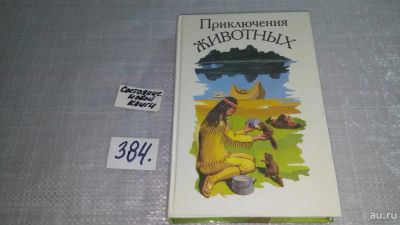 Приключения
ЖИВОТНЫХ
Состояние
новой
книги
384.
au.ru